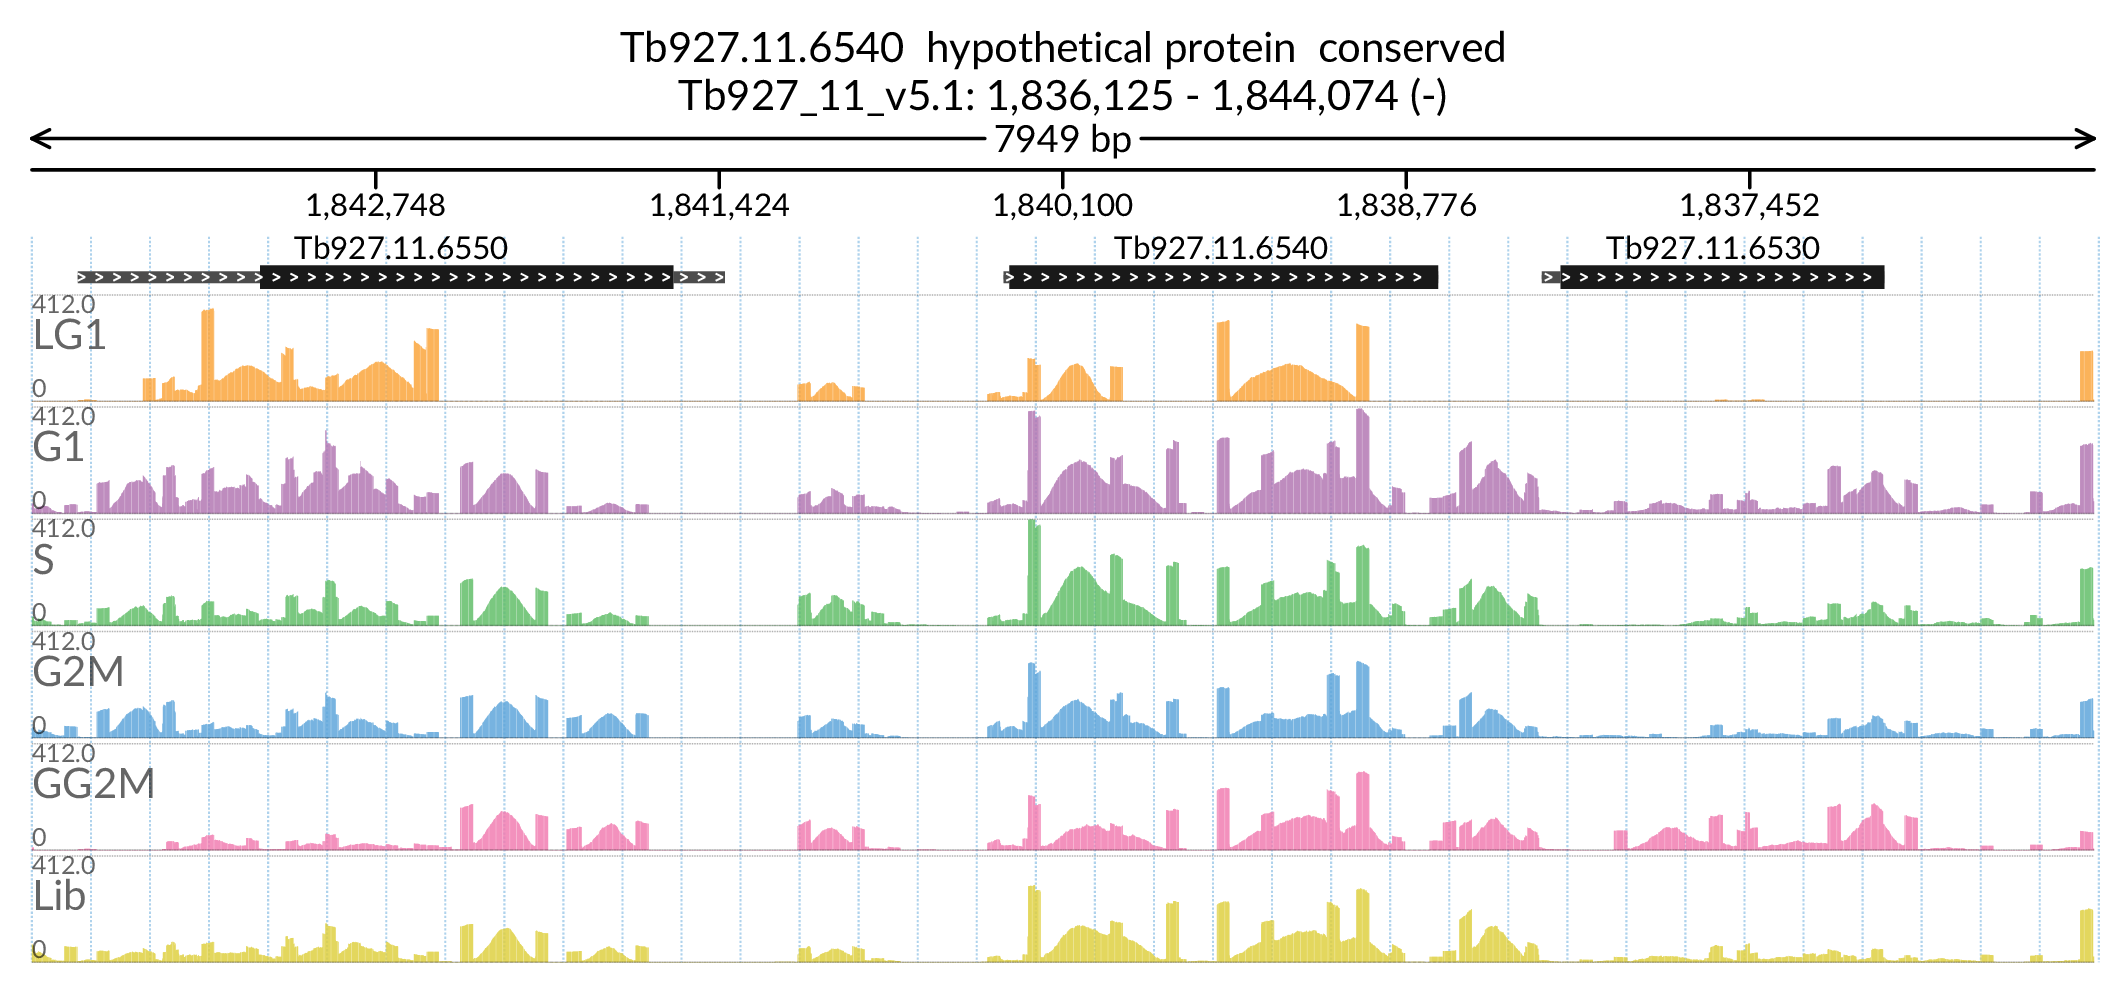 Tb927.11.6540 hypothetical protein conserved
Tb927_11_v5.1: 1,836,125 - 1,844,074 (-)
7949 bp
1,842,748 1,841,424 1,840,100 1,838,776 1,837,452
Tb927.11.6550 Tb927.11.6540 Tb927.11.6530
412.0
LG1
0
412.0
G1
0
412.0
S
0
412.0
G2M
0
412.0
GG2M
0
412.0
Lib
0